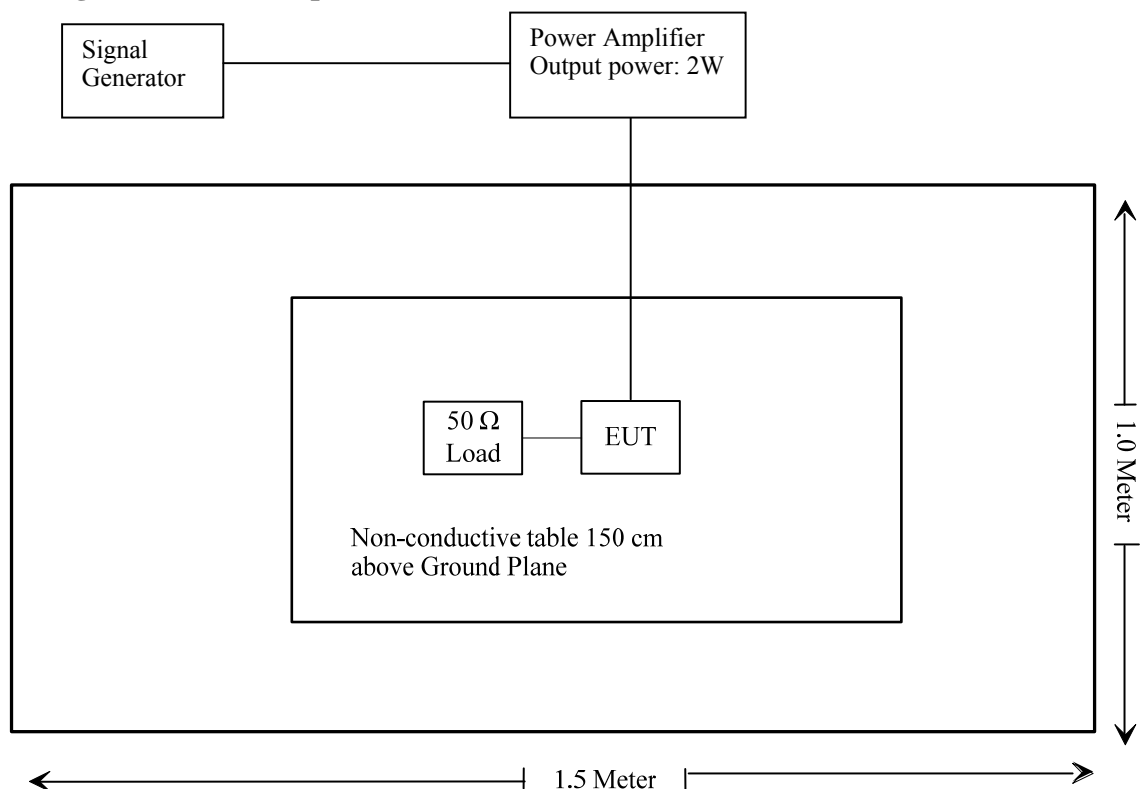 Signal
Generator
Power Amplifier
Output power: 2W
50 Ω
Load
EUT
Non-conductive table 150 cm
above Ground Plane
1.0 Meter
1.5 Meter